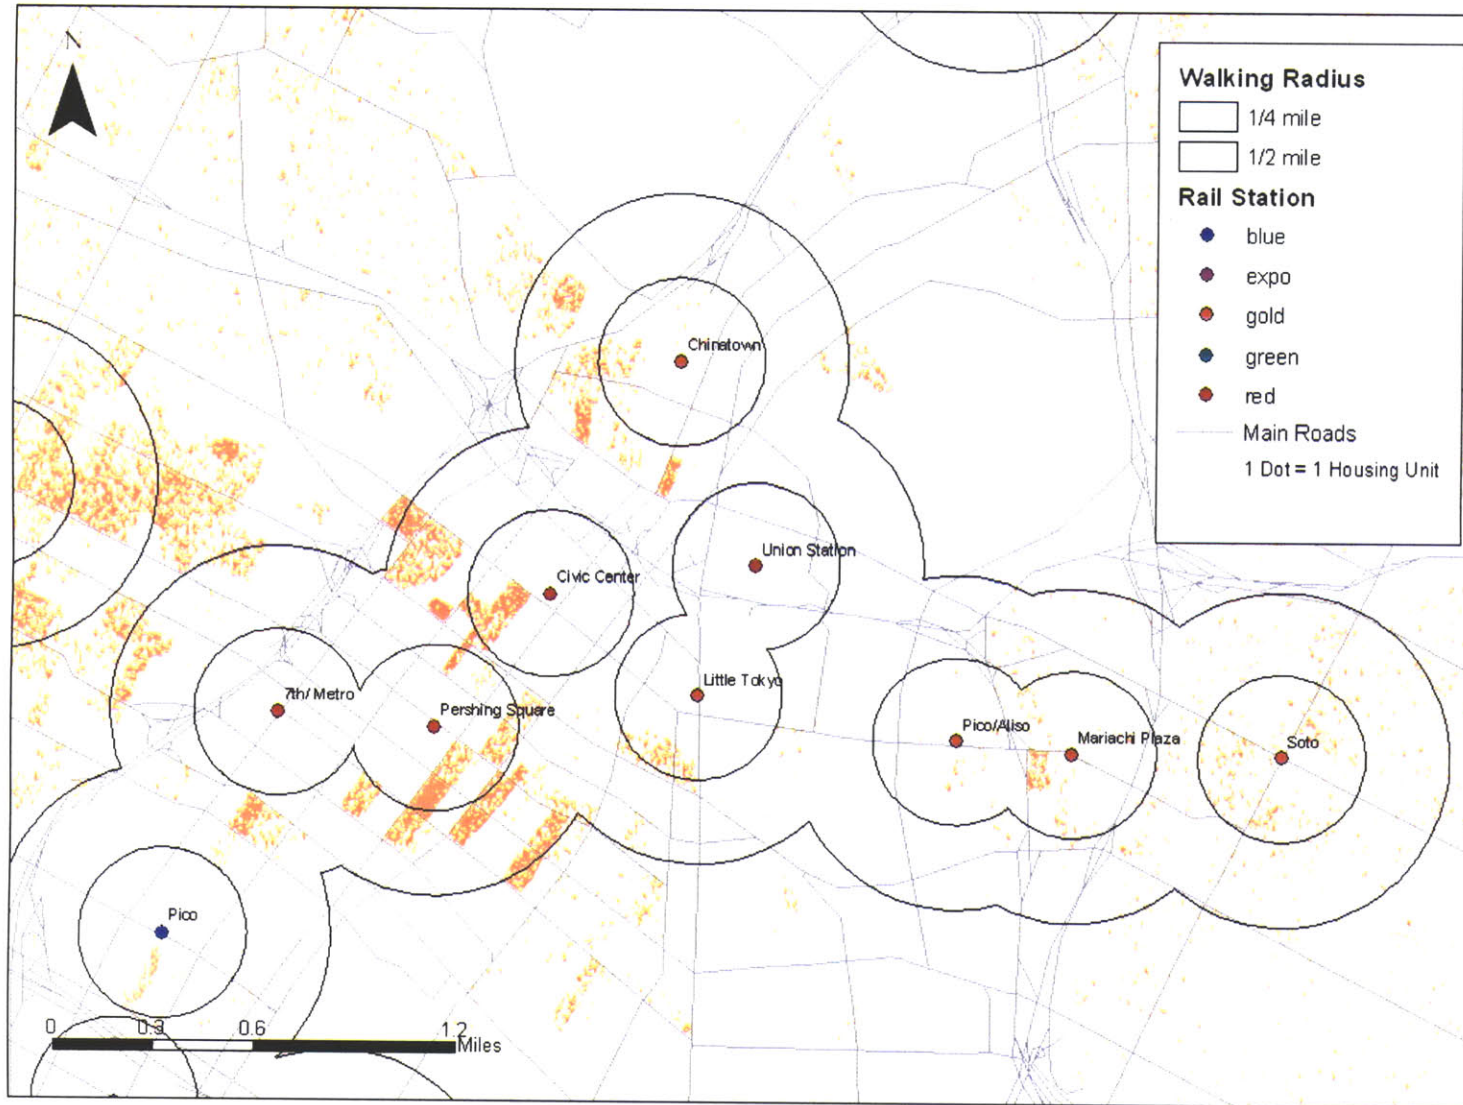 N
Walking Radius
1/4 mile
1/2 mile
Rail Station
blue
expo
gold
green
red
Main Roads
1 Dot = 1 Housing Unit
Chinatown
Union Station
Civic Center
Little Tokyo
7th/ Metro
Pershing Square
Pico/Aliso
Mariachi Plaza
Soto
Pico
0 0.3 0.6 1.2
Miles